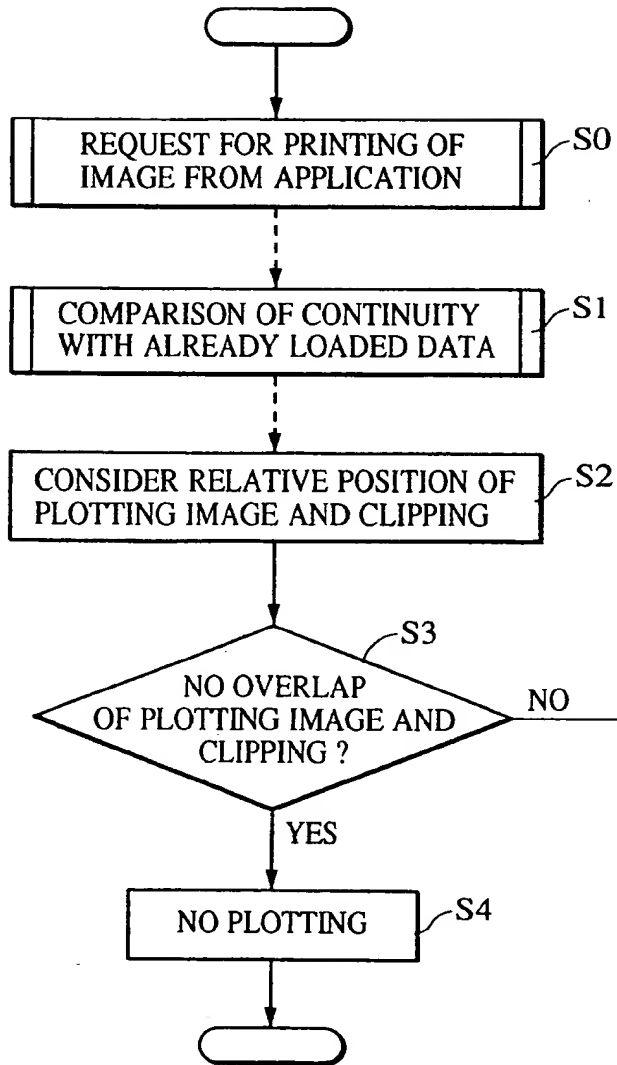 REQUEST FOR PRINTING OF
IMAGE FROM APPLICATION
S0
COMPARISON OF CONTINUITY
WITH ALREADY LOADED DATA
S1
CONSIDER RELATIVE POSITION OF
PLOTTING IMAGE AND CLIPPING
S2
S3
NO OVERLAP
OF PLOTTING IMAGE AND
CLIPPING ?
NO
YES
NO PLOTTING
S4